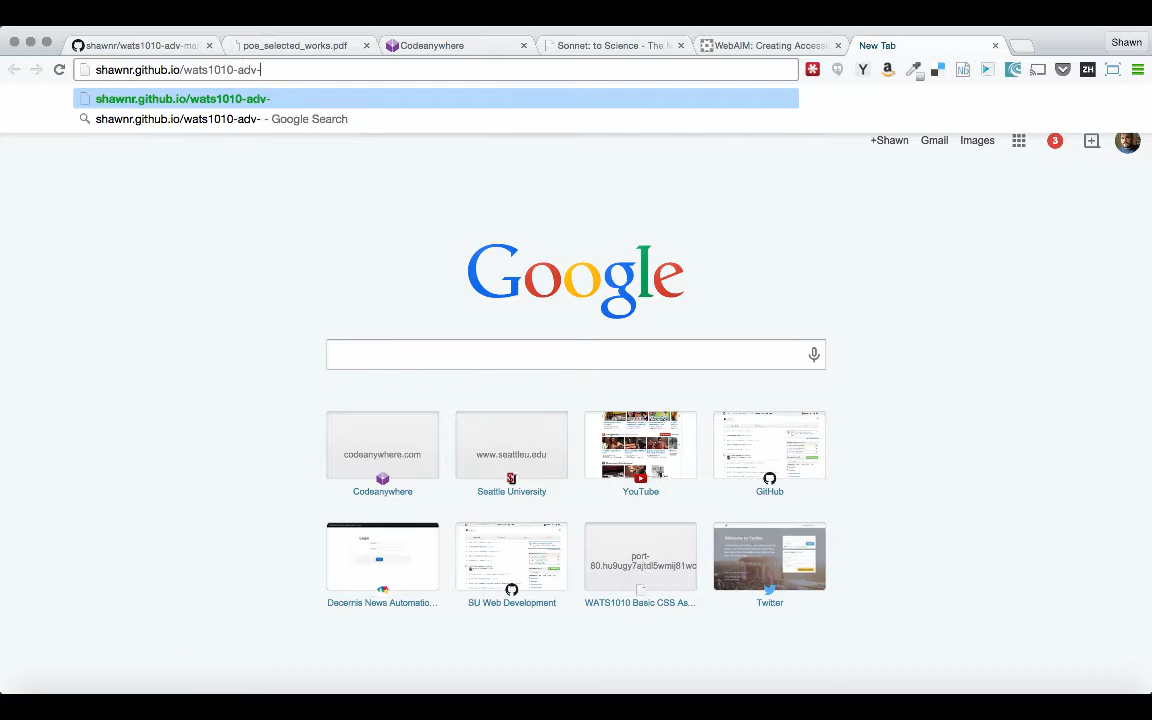 shawnr/wats1010-adv-ma
poe_selected_works.pdf
Codeanywhere
Sonnet: to Science - The M
WebAIM: Creating Access
New Tab
Shawn
shawnr.github.io/wats1010-adv-
shawnr.github.io/wats1010-adv-
shawnr.github.io/wats1010-adv- - Google Search
+Shawn Gmail Images 3
Google
codeanywhere.com
www.seattleu.edu
Codeanywhere
Seattle University
YouTube
GitHub
port-
80.hu9ugy7ajtdl5wmij81wc
Decernis News Automatio...
SU Web Development
WATS1010 Basic CSS As...
Twitter